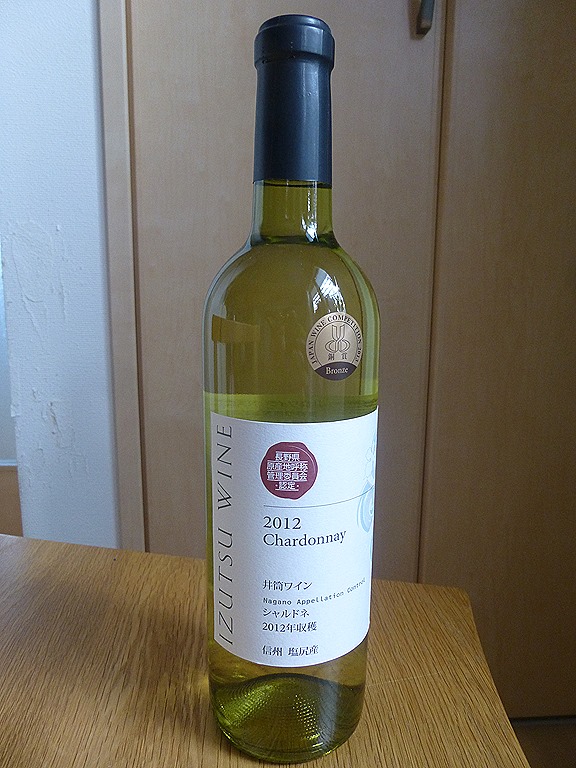 JAPAN WINE COMPETITION
銅賞
Bronze
IZUTSU WINE
長野県
原産地呼称
管理委員会
・認定・
2012
Chardonnay
井筒ワイン
Nagano Appellation Control
シャルドネ
2012年収穫
信州 塩尻産